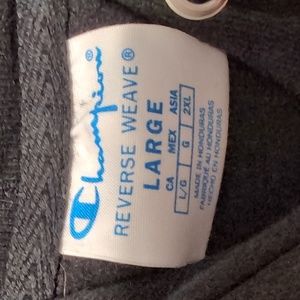 Champion®
REVERSE WEAVE®
LARGE
CA MEX ASIA
L/G G 2XL
MADE IN HONDURAS
FABRIQUÉ AU HONDURAS
HECHO EN HONDURAS